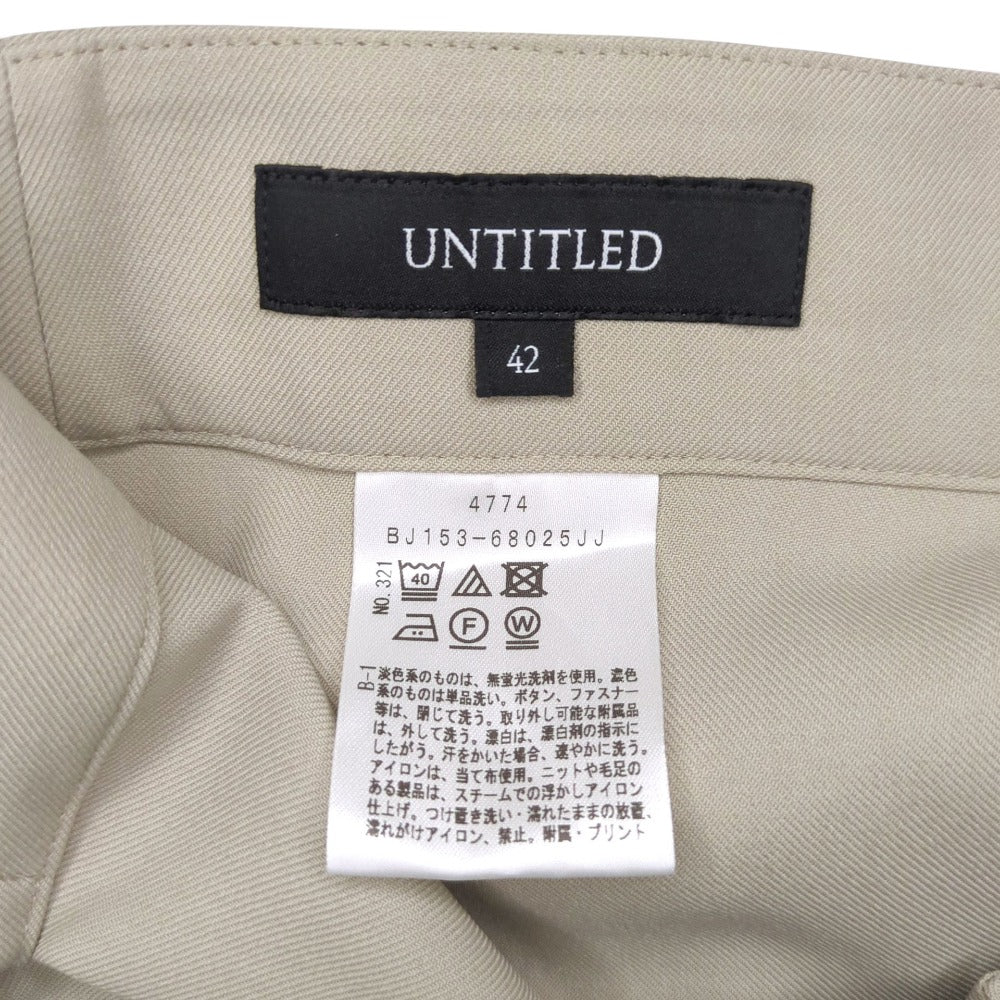 UNTITLED
42
4774
BJ153-68025JJ
NO.321
40
F
W
B-1
淡色系のものは、無蛍光洗剤を使用。濃色
系のものは単品洗い。ボタン、ファスナー
等は、閉じて洗う。取り外し可能な附属品
は、外して洗う。漂白は、漂白剤の指示に
したがう。汗をかいた場合、速やかに洗う。
アイロンは、当て布使用。ニットや毛足の
ある製品は、スチームでの浮かしアイロン
仕上げ。つけ置き洗い・濡れたままの放置、
濡れがけアイロン、禁止。附属・プリント